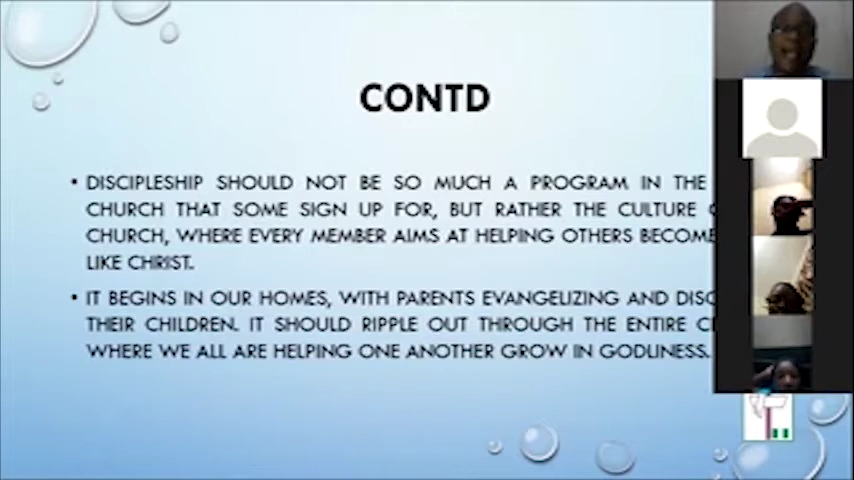 CONTD
• DISCIPLESHIP SHOULD NOT BE SO MUCH A PROGRAM IN THE
CHURCH THAT SOME SIGN UP FOR, BUT RATHER THE CULTURE
CHURCH, WHERE EVERY MEMBER AIMS AT HELPING OTHERS BECOME
LIKE CHRIST.
• IT BEGINS IN OUR HOMES, WITH PARENTS EVANGELIZING AND
THEIR CHILDREN. IT SHOULD RIPPLE OUT THROUGH THE ENTIRE
WHERE WE ALL ARE HELPING ONE ANOTHER GROW IN GODLINESS.